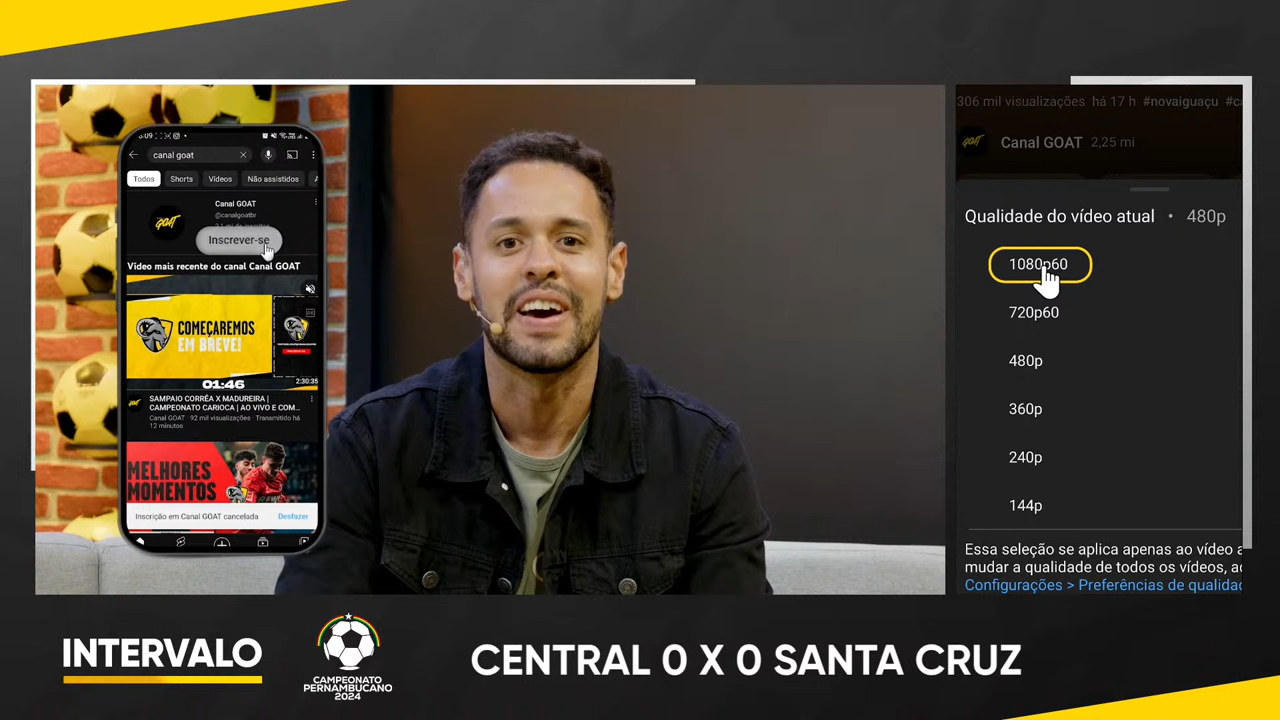 canal goat
Todos
Shorts
Vídeos
Não assistidos
Canal GOAT
@canalgoatbr
Inscrever-se
Vídeo mais recente do canal Canal GOAT
COMEÇAREMOS
EM BREVE!
01:46
2:30:35
SAMPAIO CORRÊA X MADUREIRA |
CAMPEONATO CARIOCA | AO VIVO E COM...
Canal GOAT · 92 mil visualizações · Transmitido há
12 minutos
MELHORES
MOMENTOS
Inscrição em Canal GOAT cancelada
Desfazer
306 mil visualizações há 17 h #novaiguaçu
GOAT
Canal GOAT 2,25 mi
Qualidade do vídeo atual • 480p
1080p60
720p60
480p
360p
240p
144p
Essa seleção se aplica apenas ao vídeo a
mudar a qualidade de todos os vídeos, ac
Configurações > Preferências de qualidad
INTERVALO
CAMPEONATO
PERNAMBUCANO
2024
CENTRAL 0 X 0 SANTA CRUZ